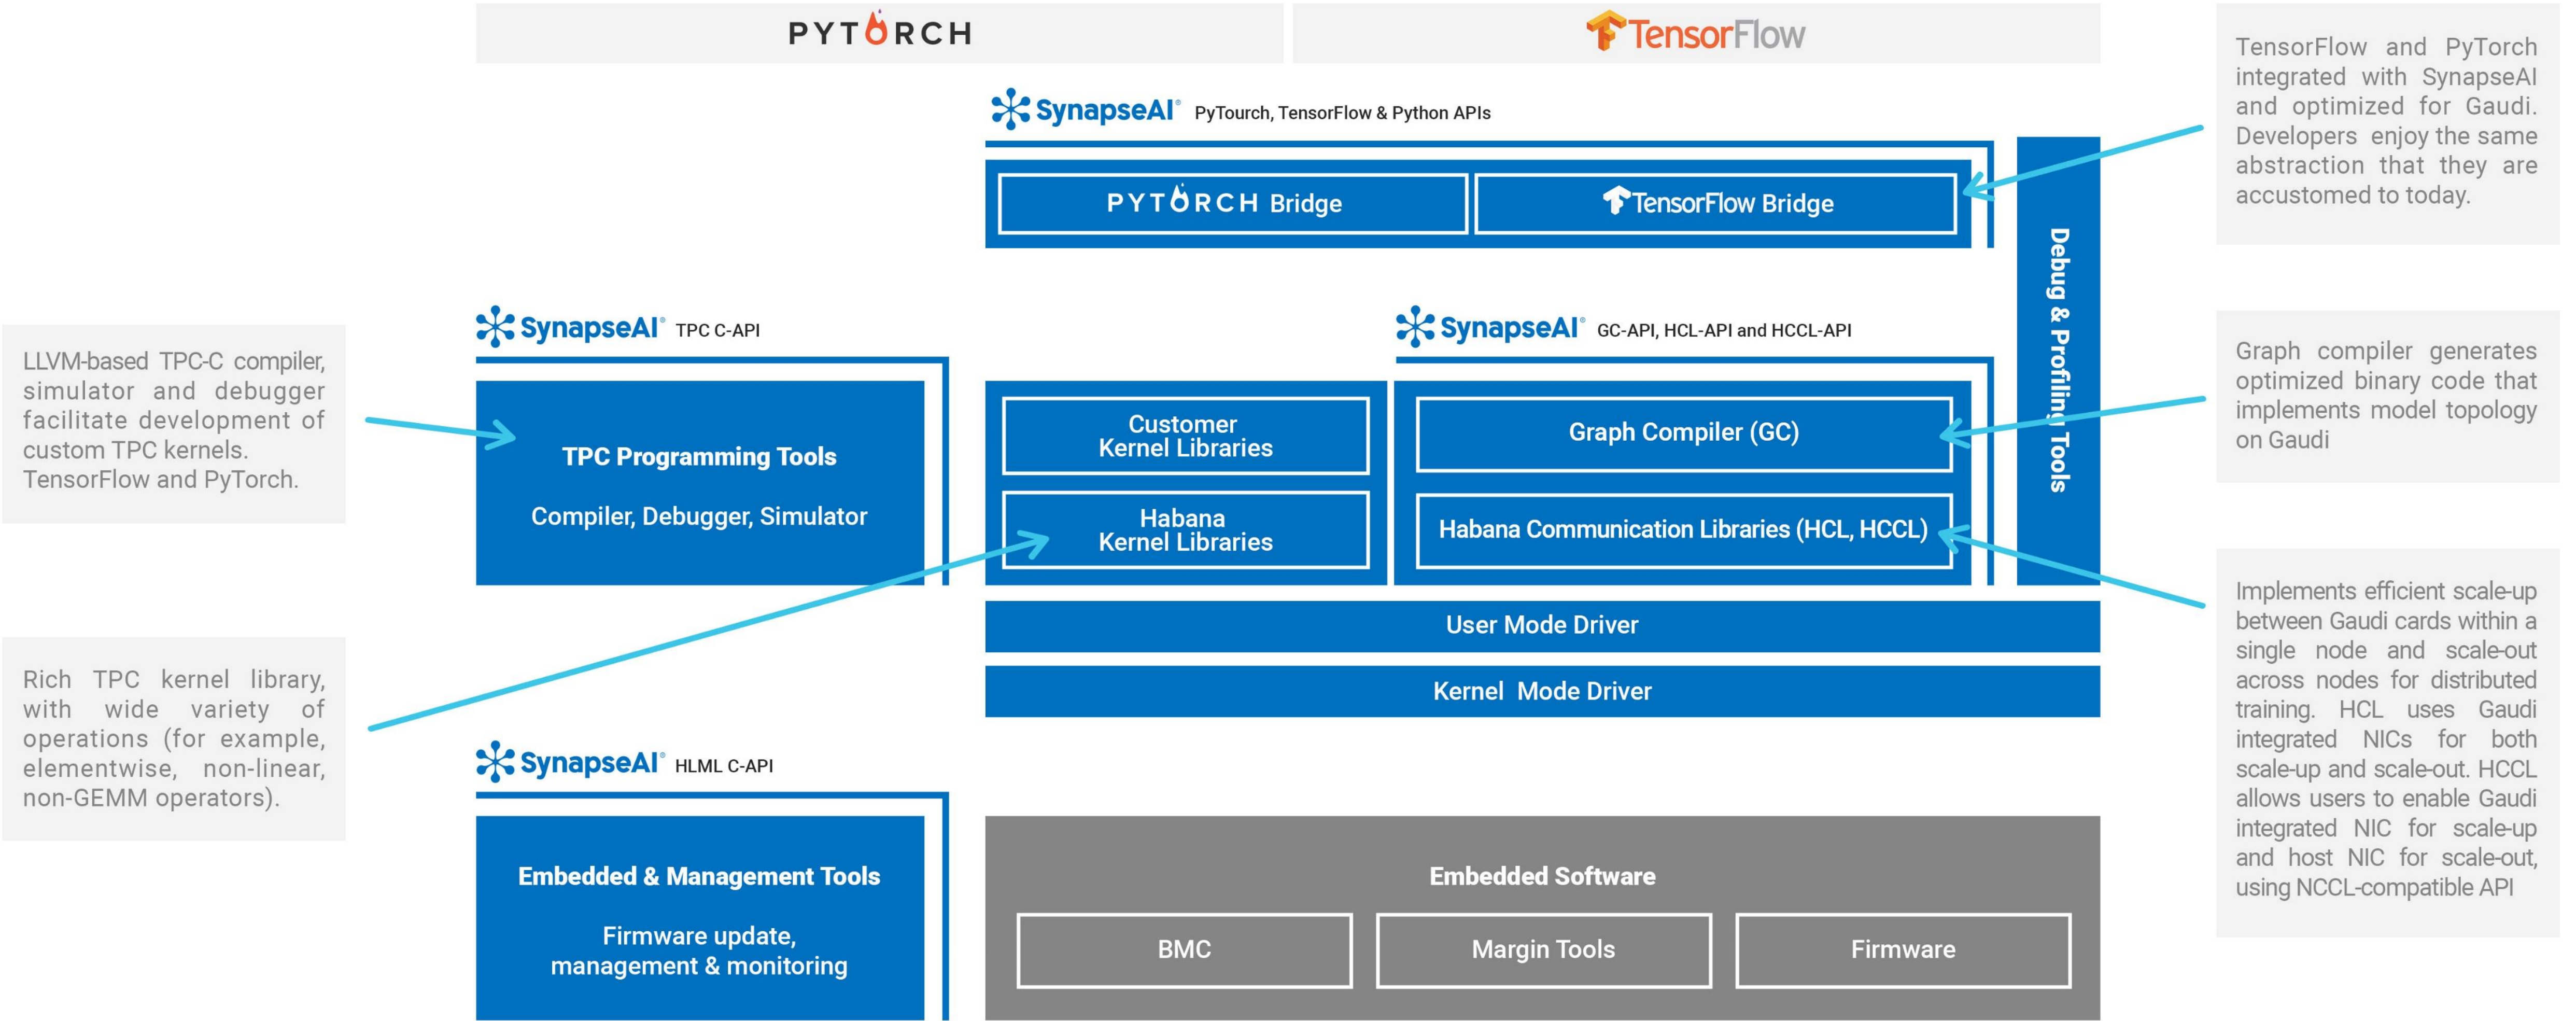 PYTORCH
TensorFlow
SynapseAI® PyTourch, TensorFlow & Python APIs
PYTORCH Bridge
TensorFlow Bridge
Debug & Profiling Tools
TensorFlow and PyTorch
integrated with SynapseAI
and optimized for Gaudi.
Developers enjoy the same
abstraction that they are
accustomed to today.
LLVM-based TPC-C compiler,
simulator and debugger
facilitate development of
custom TPC kernels.
TensorFlow and PyTorch.
SynapseAI® TPC C-API
TPC Programming Tools
Compiler, Debugger, Simulator
Customer
Kernel Libraries
Habana
Kernel Libraries
SynapseAI® GC-API, HCL-API and HCCL-API
Graph Compiler (GC)
Habana Communication Libraries (HCL, HCCL)
Graph compiler generates
optimized binary code that
implements model topology
on Gaudi
User Mode Driver
Kernel Mode Driver
Rich TPC kernel library,
with wide variety of
operations (for example,
elementwise, non-linear,
non-GEMM operators).
Implements efficient scale-up
between Gaudi cards within a
single node and scale-out
across nodes for distributed
training. HCL uses Gaudi
integrated NICs for both
scale-up and scale-out. HCCL
allows users to enable Gaudi
integrated NIC for scale-up
and host NIC for scale-out,
using NCCL-compatible API
SynapseAI® HLML C-API
Embedded & Management Tools
Firmware update,
management & monitoring
Embedded Software
BMC
Margin Tools
Firmware